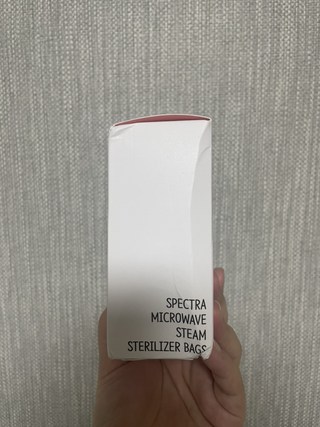 SPECTRA
MICROWAVE
STEAM
STERILIZER BAGS